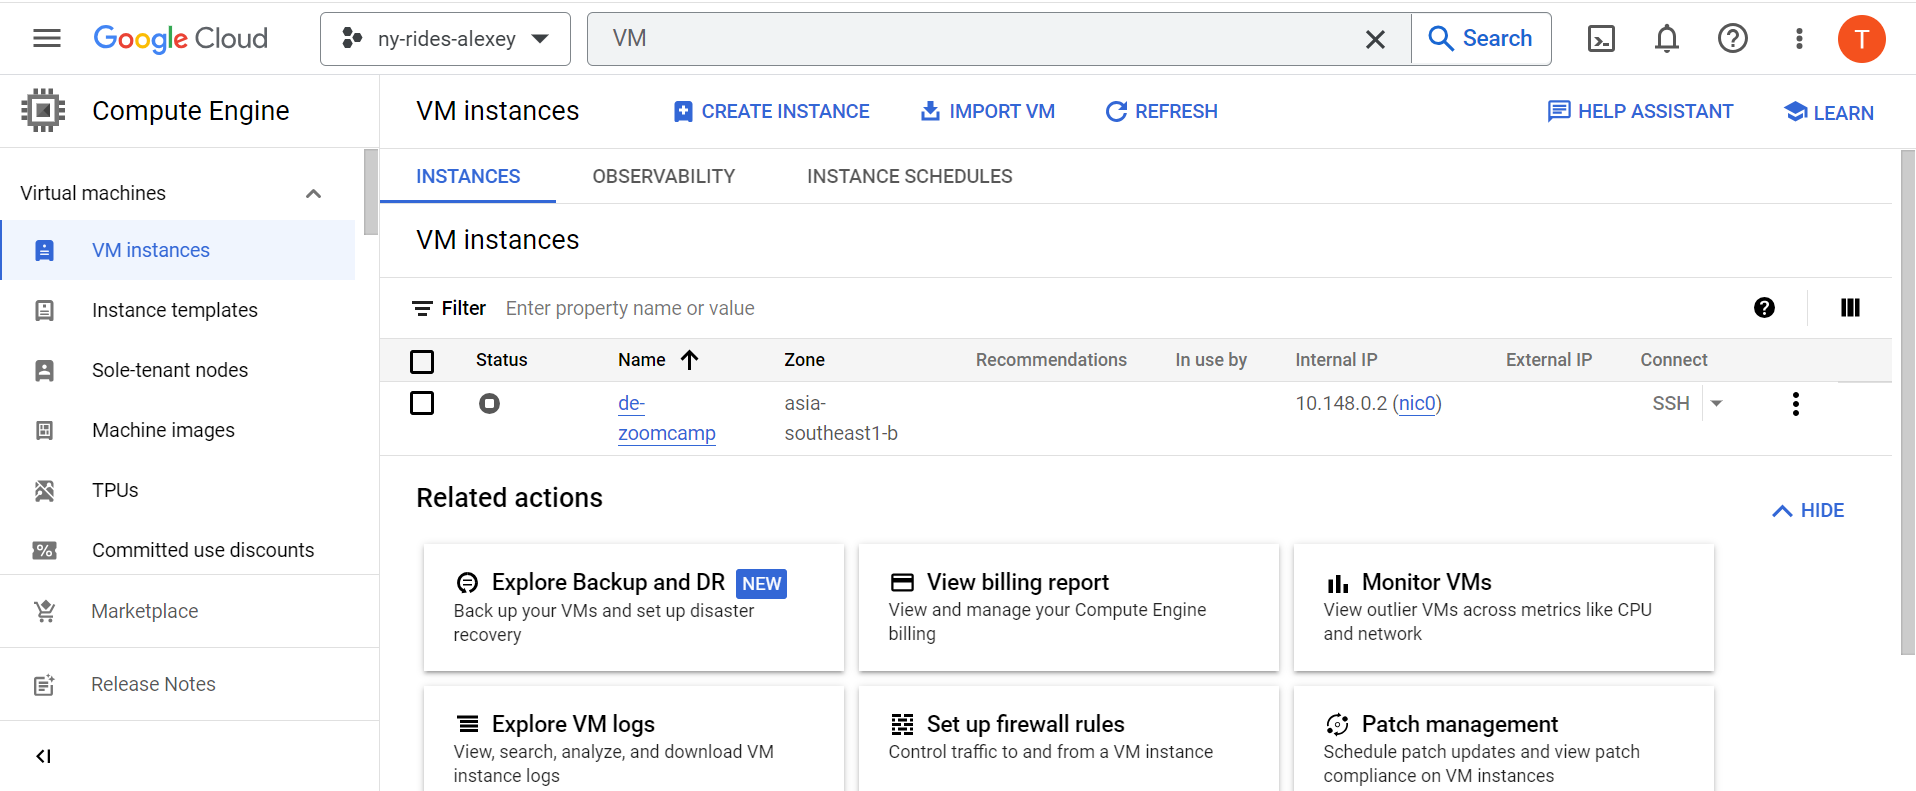 Google Cloud
ny-rides-alexey
VM
Search
T
Compute Engine
VM instances
CREATE INSTANCE
IMPORT VM
REFRESH
HELP ASSISTANT
LEARN
Virtual machines
VM instances
Instance templates
Sole-tenant nodes
Machine images
TPUs
Committed use discounts
Marketplace
Release Notes
INSTANCES
OBSERVABILITY
INSTANCE SCHEDULES
VM instances
Filter
Enter property name or value
Status
Name
Zone
Recommendations
In use by
Internal IP
External IP
Connect
de-
zoomcamp
asia-
southeast1-b
10.148.0.2 (nic0)
SSH
Related actions
HIDE
Explore Backup and DR
NEW
Back up your VMs and set up disaster
recovery
View billing report
View and manage your Compute Engine
billing
Monitor VMs
View outlier VMs across metrics like CPU
and network
Explore VM logs
View, search, analyze, and download VM
instance logs
Set up firewall rules
Control traffic to and from a VM instance
Patch management
Schedule patch updates and view patch
compliance on VM instances